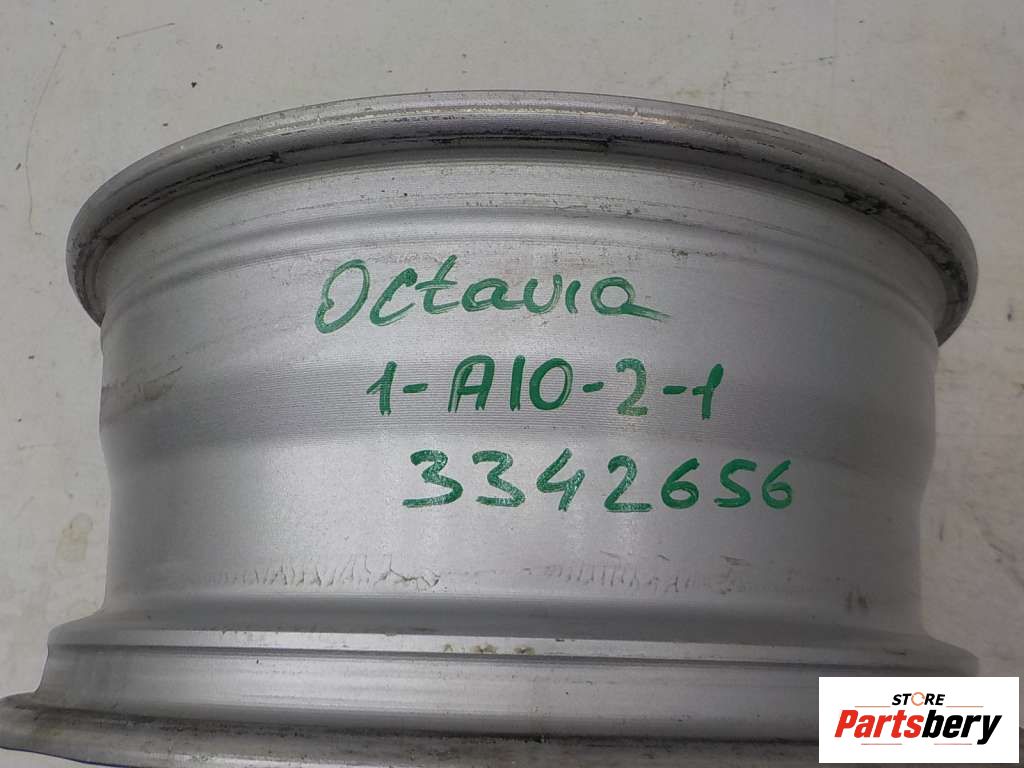 Octavia
1-A10-2-1
3342656
STORE
Partsbery